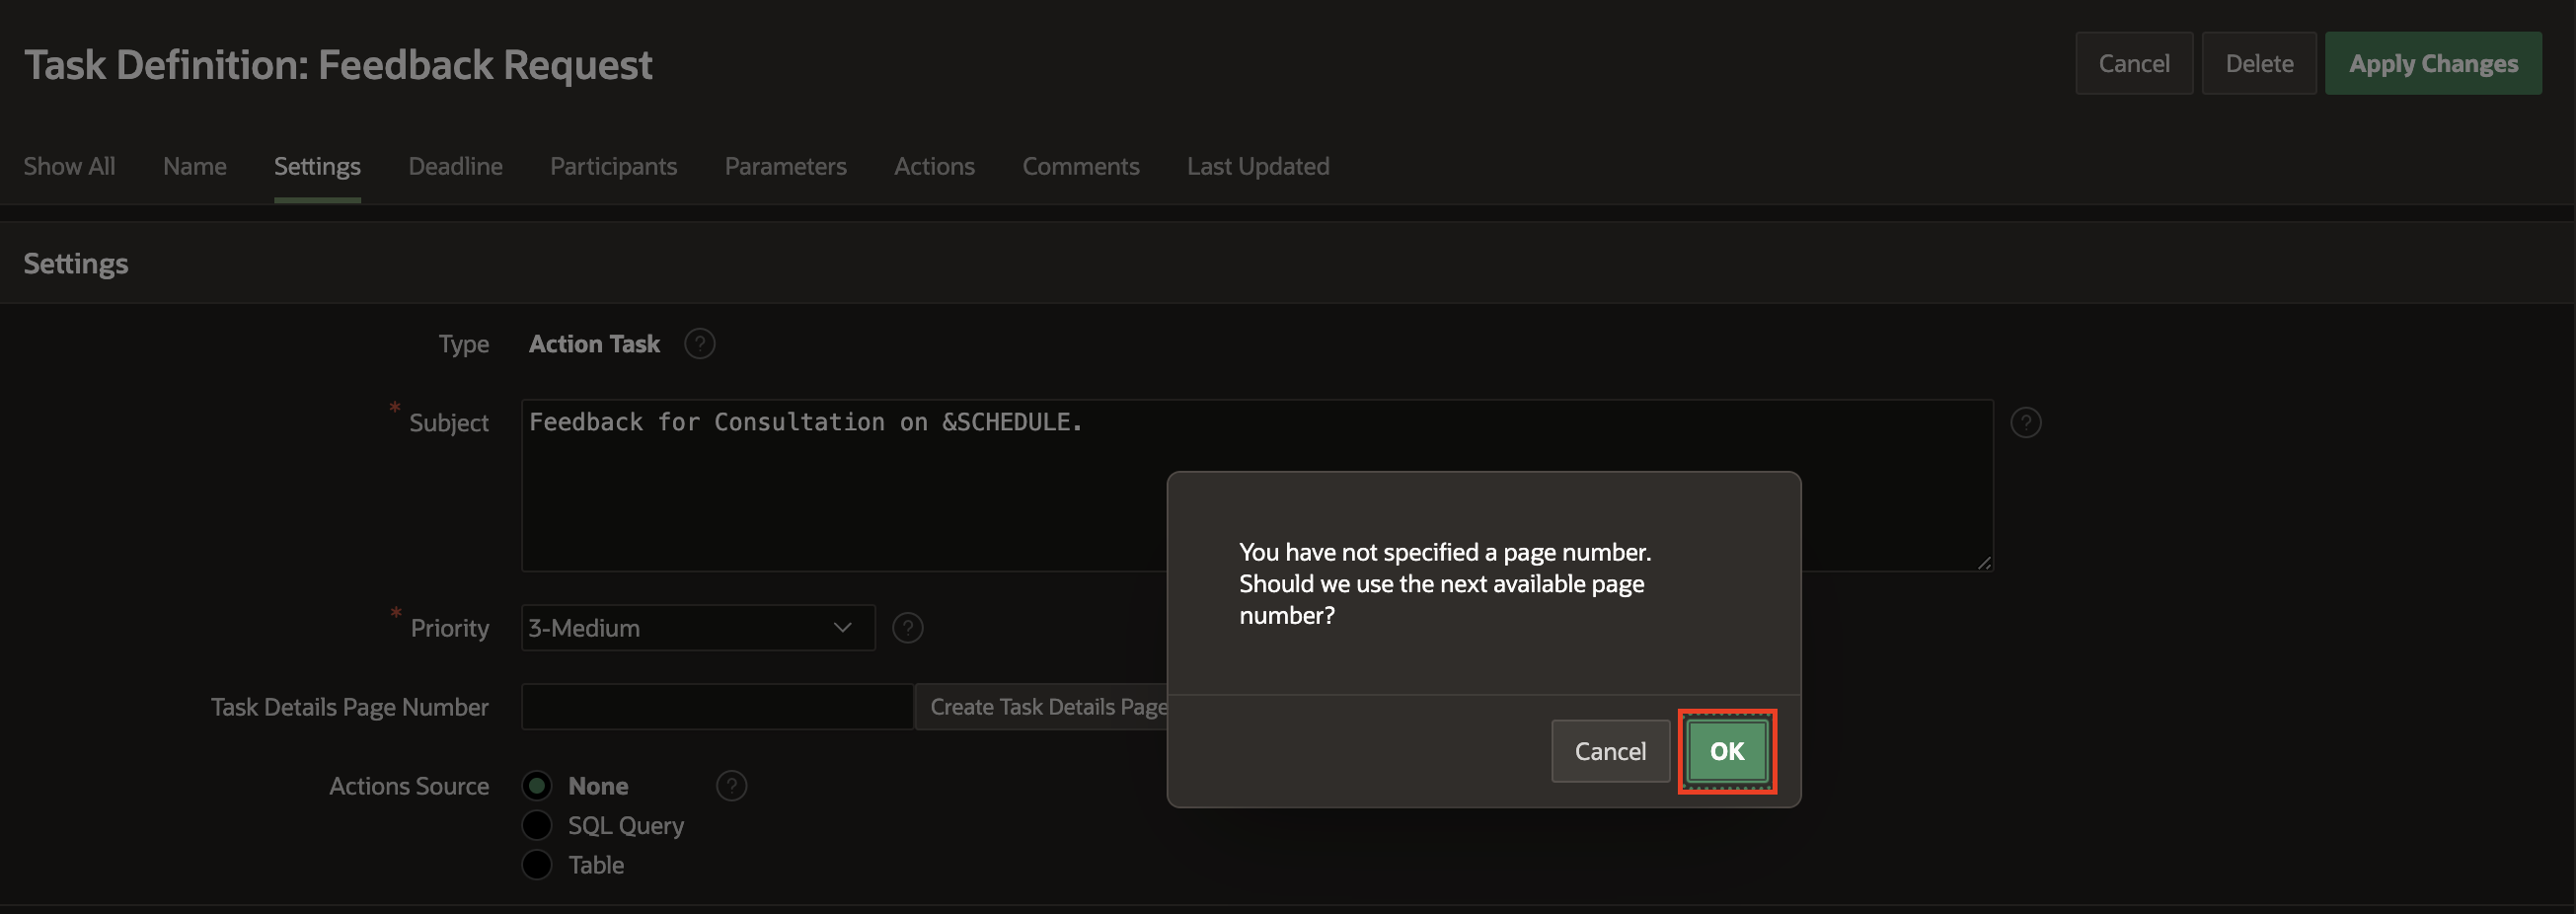 Task Definition: Feedback Request
Cancel
Delete
Apply Changes
Show All
Name
Settings
Deadline
Participants
Parameters
Actions
Comments
Last Updated
Settings
Type
Action Task
?
* Subject
Feedback for Consultation on &SCHEDULE.
?
* Priority
3-Medium
?
Task Details Page Number
Create Task Details Page
Actions Source
None
?
SQL Query
Table
You have not specified a page number.
Should we use the next available page
number?
Cancel
OK